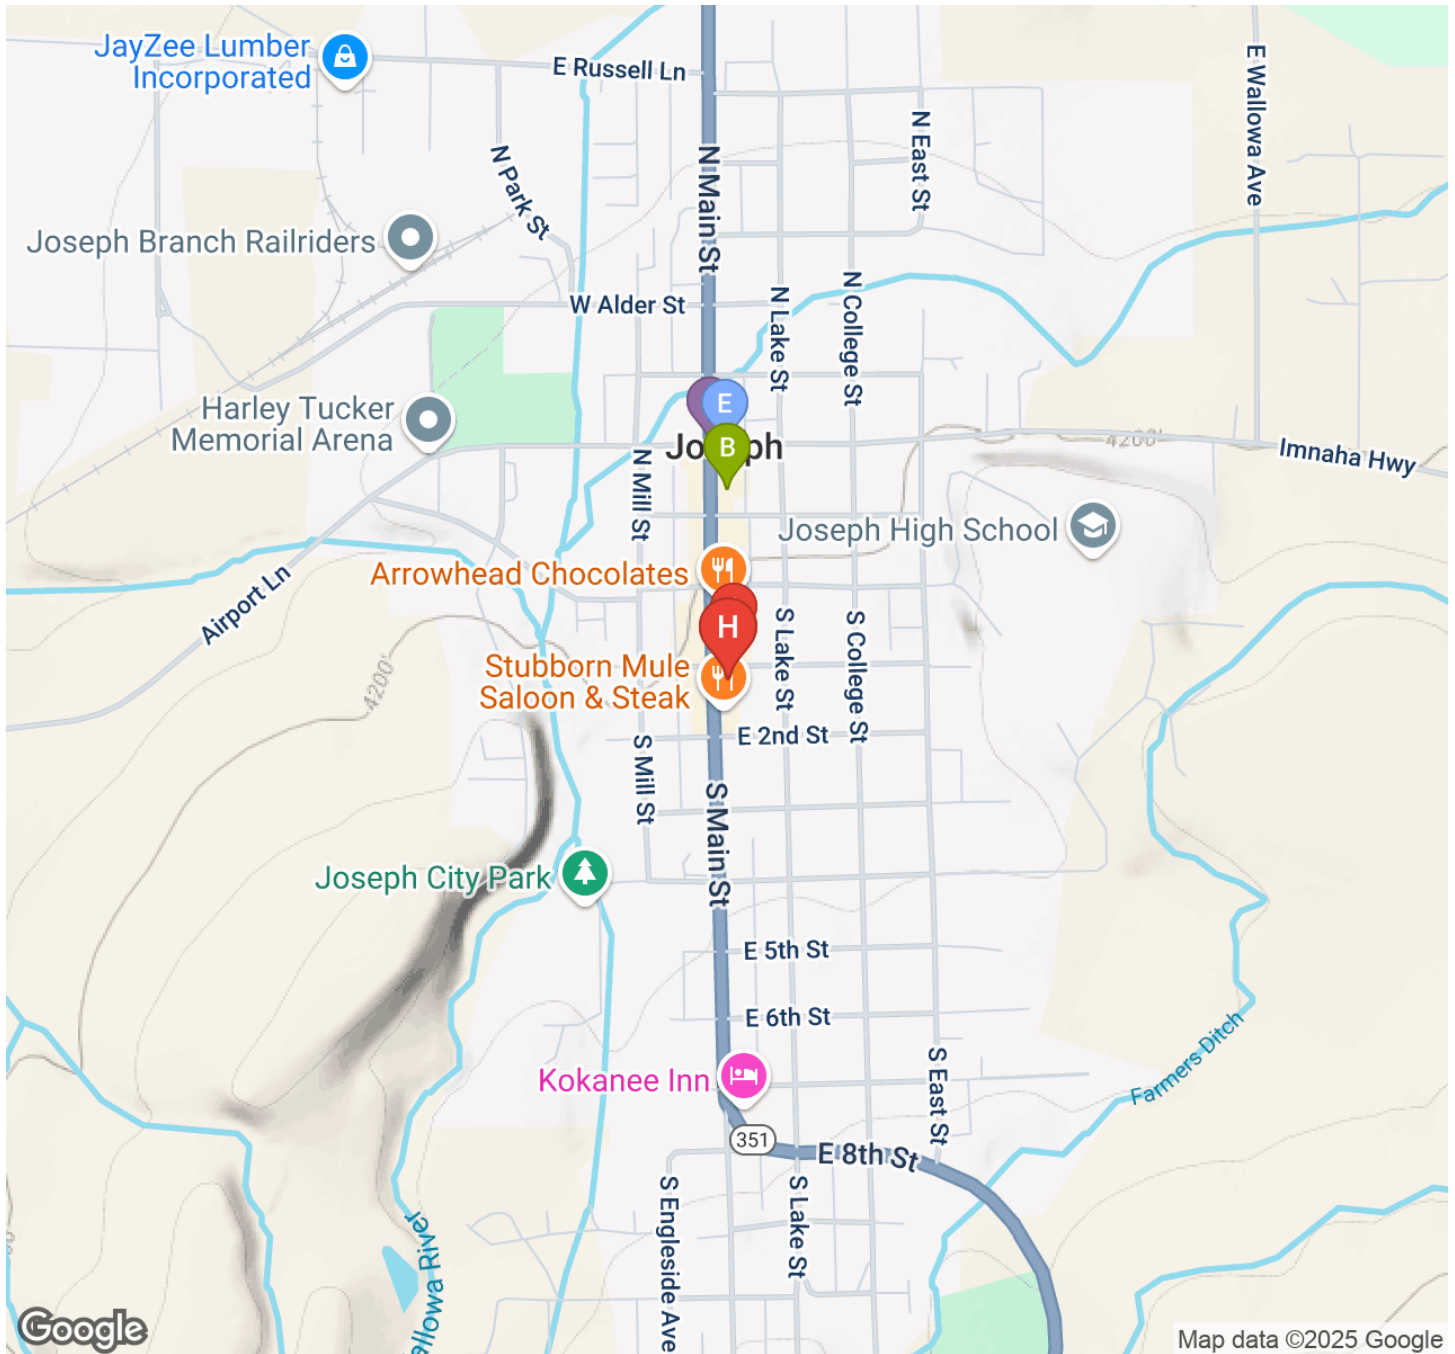 JayZee Lumber
Incorporated
E Russell Ln
E Wallowa Ave
N East St
N Park St
N Main St
Joseph Branch Railriders
W Alder St
N Lake St
N College St
Harley Tucker
Memorial Arena
E
B
Joseph
4200'
Imnaha Hwy
N Mill St
Joseph High School
Arrowhead Chocolates
Airport Ln
H
S Lake St
S College St
4200'
Stubborn Mule
Saloon & Steak
E 2nd St
S Mill St
S Main St
Joseph City Park
E 5th St
E 6th St
Farmers Ditch
Kokanee Inn
S East St
351
E 8th St
S Engleside Ave
S Lake St
ellowa River
Google
Map data ©2025 Google